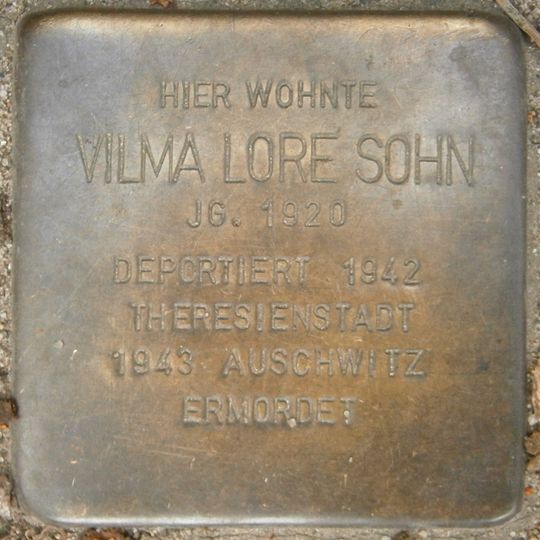 HIER WOHNTE
VILMA LORE SOHN
JG. 1920
DEPORTIERT 1942
THERESIENSTADT
1943 AUSCHWITZ
ERMORDET